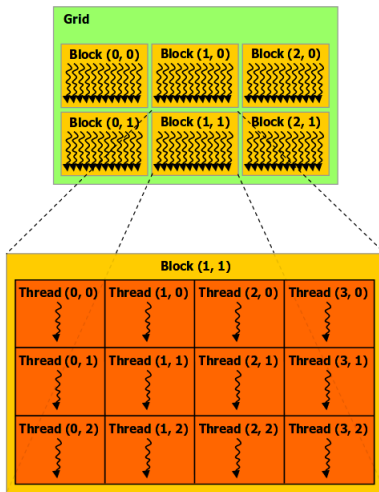 Grid
Block (0, 0) Block (1, 0) Block (2, 0)
Block (0, 1) Block (1, 1) Block (2, 1)
Block (1, 1)
Thread (0, 0) Thread (1, 0) Thread (2, 0) Thread (3, 0)
Thread (0, 1) Thread (1, 1) Thread (2, 1) Thread (3, 1)
Thread (0, 2) Thread (1, 2) Thread (2, 2) Thread (3, 2)